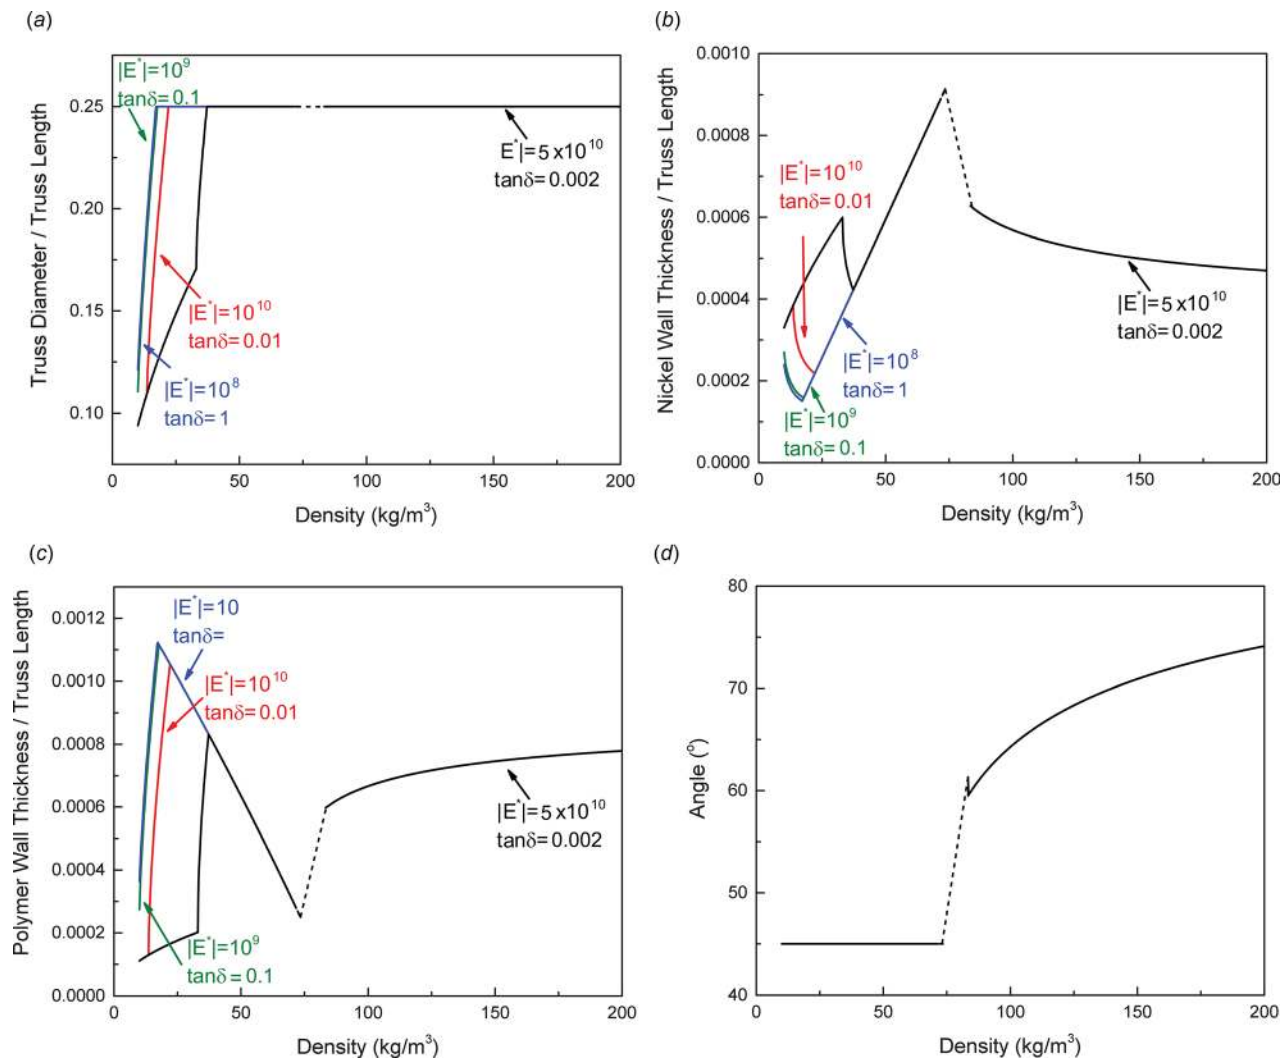 (a)
|E*|=10⁹
tanδ=0.1
E*|=5x10¹⁰
tanδ=0.002
|E*|=10¹⁰
tanδ=0.01
|E*|=10⁸
tanδ=1
0.25
0.20
0.15
0.10
0
50
100
150
200
Truss Diameter / Truss Length
Density (kg/m³)
(b)
0.0010
0.0008
0.0006
0.0004
0.0002
0.0000
|E*|=10¹⁰
tanδ=0.01
|E*|=5x10¹⁰
tanδ=0.002
|E*|=10⁸
tanδ=1
|E*|=10⁹
tanδ=0.1
0
50
100
150
200
Nickel Wall Thickness / Truss Length
Density (kg/m³)
(c)
0.0012
0.0010
0.0008
0.0006
0.0004
0.0002
0.0000
|E*|=10
tanδ=
|E*|=10¹⁰
tanδ=0.01
|E*|=5x10¹⁰
tanδ=0.002
|E*|=10⁹
tanδ=0.1
0
50
100
150
200
Polymer Wall Thickness / Truss Length
Density (kg/m³)
(d)
80
70
60
50
40
0
50
100
150
200
Angle (°)
Density (kg/m³)